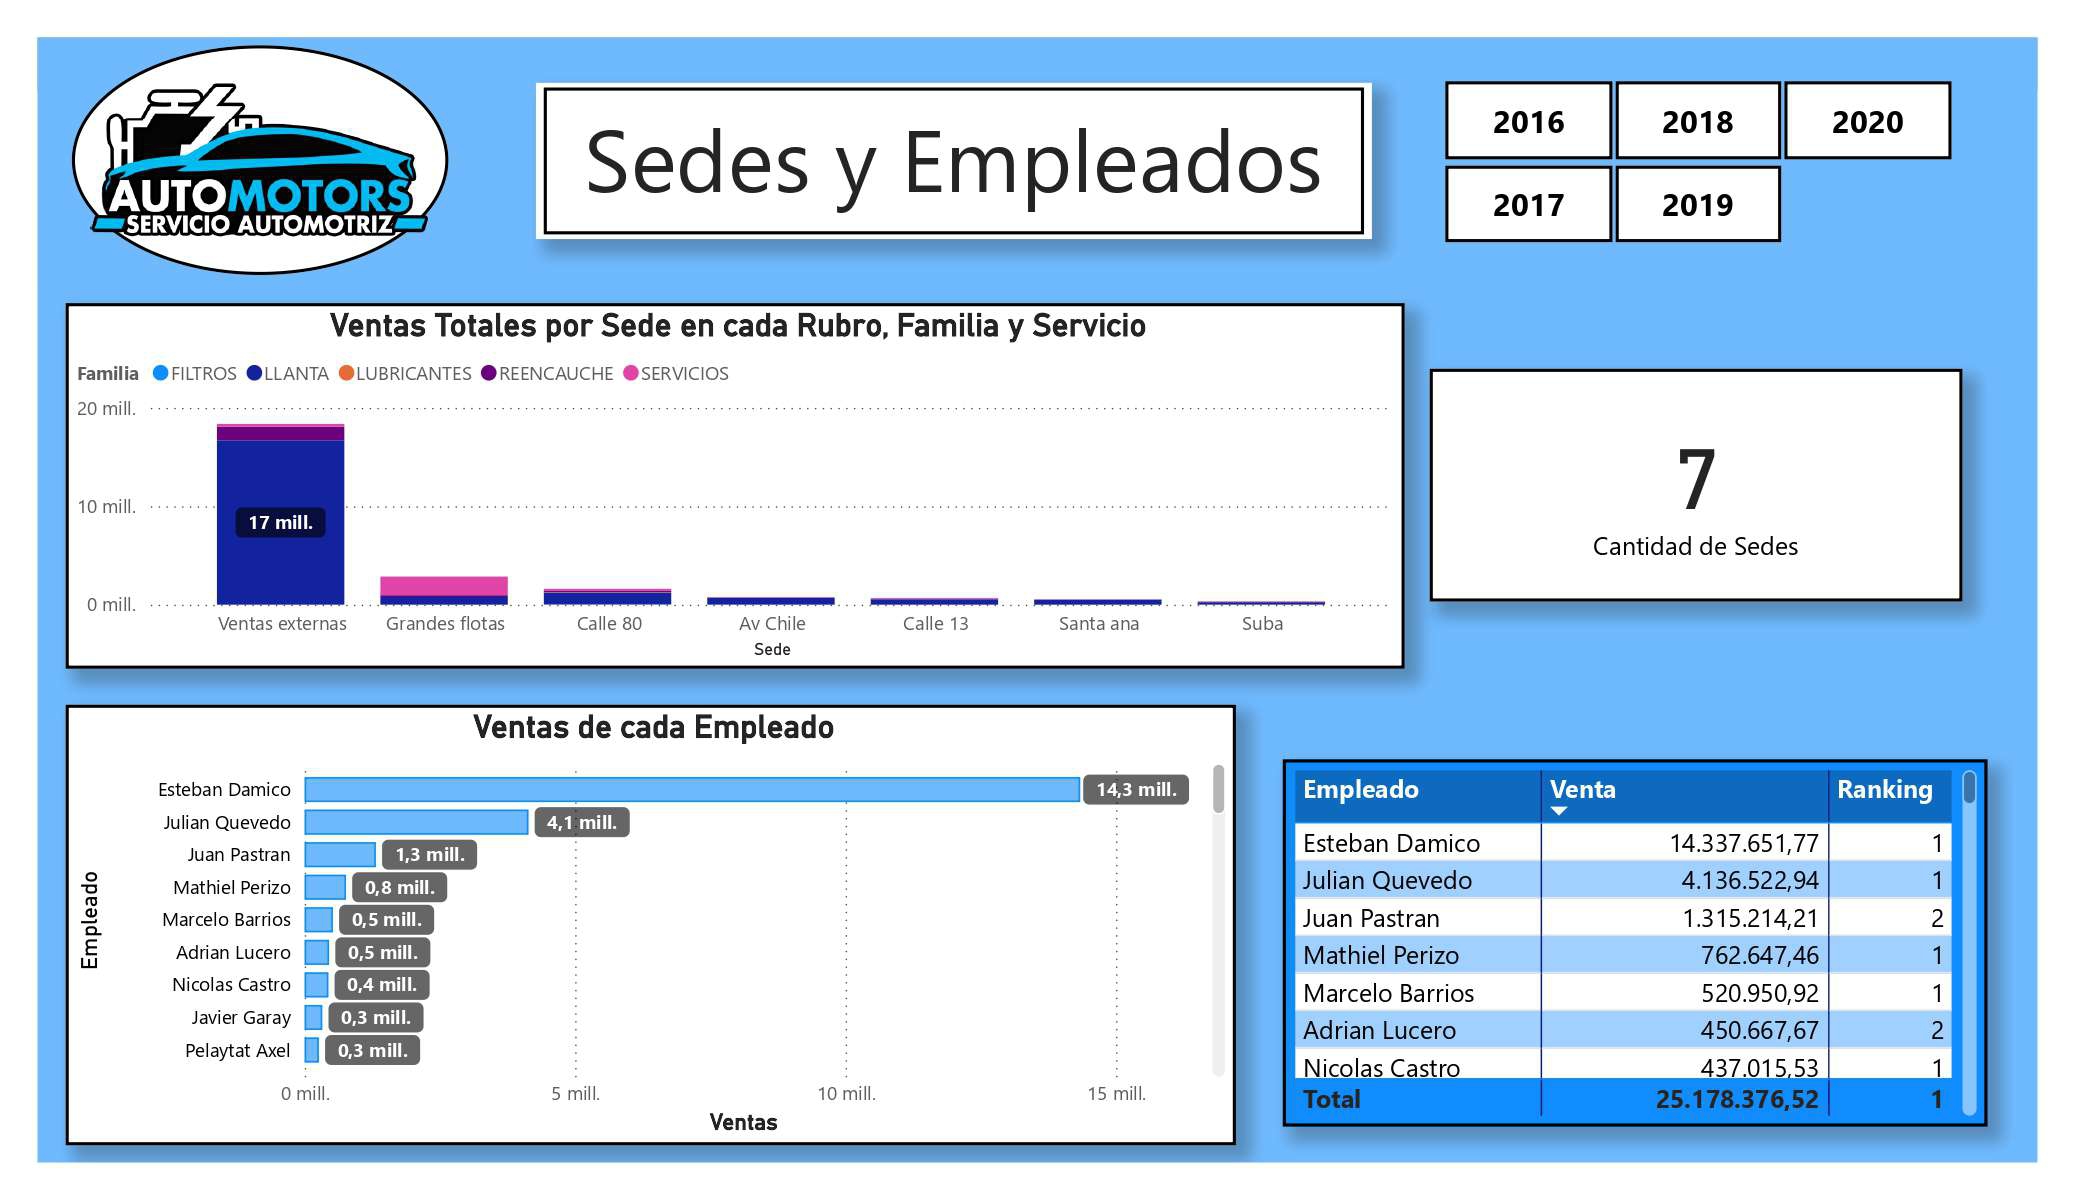 AUTOMOTORS
SERVICIO AUTOMOTRIZ
Sedes y Empleados
2016 2018 2020
2017 2019
Ventas Totales por Sede en cada Rubro, Familia y Servicio
Familia FILTROS LLANTA LUBRICANTES REENCAUCHE SERVICIOS
20 mill.
17 mill.
10 mill.
0 mill.
Ventas externas Grandes flotas Calle 80 Av Chile Calle 13 Santa ana Suba
Sede
7
Cantidad de Sedes
Ventas de cada Empleado
Empleado
Esteban Damico 14,3 mill.
Julian Quevedo 4,1 mill.
Juan Pastran 1,3 mill.
Mathiel Perizo 0,8 mill.
Marcelo Barrios 0,5 mill.
Adrian Lucero 0,5 mill.
Nicolas Castro 0,4 mill.
Javier Garay 0,3 mill.
Pelaytat Axel 0,3 mill.
0 mill. 5 mill. 10 mill. 15 mill.
Ventas
Empleado Venta Ranking
Esteban Damico 14.337.651,77 1
Julian Quevedo 4.136.522,94 1
Juan Pastran 1.315.214,21 2
Mathiel Perizo 762.647,46 1
Marcelo Barrios 520.950,92 1
Adrian Lucero 450.667,67 2
Nicolas Castro 437.015,53 1
Total 25.178.376,52 1